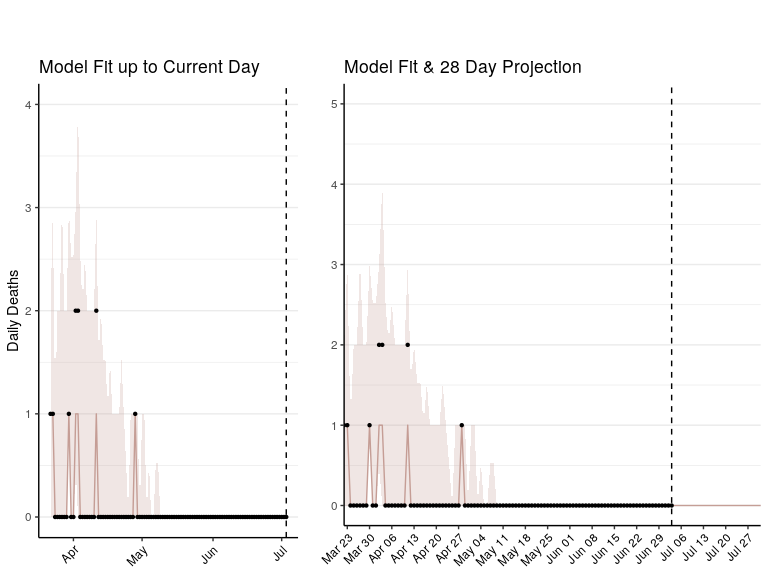 Model Fit up to Current Day
Daily Deaths
4
3
2
1
0
Apr
May
Jun
Jul
Model Fit & 28 Day Projection
5
4
3
2
1
0
Mar 23
Mar 30
Apr 06
Apr 13
Apr 20
Apr 27
May 04
May 11
May 18
May 25
Jun 01
Jun 08
Jun 15
Jun 22
Jun 29
Jul 06
Jul 13
Jul 20
Jul 27